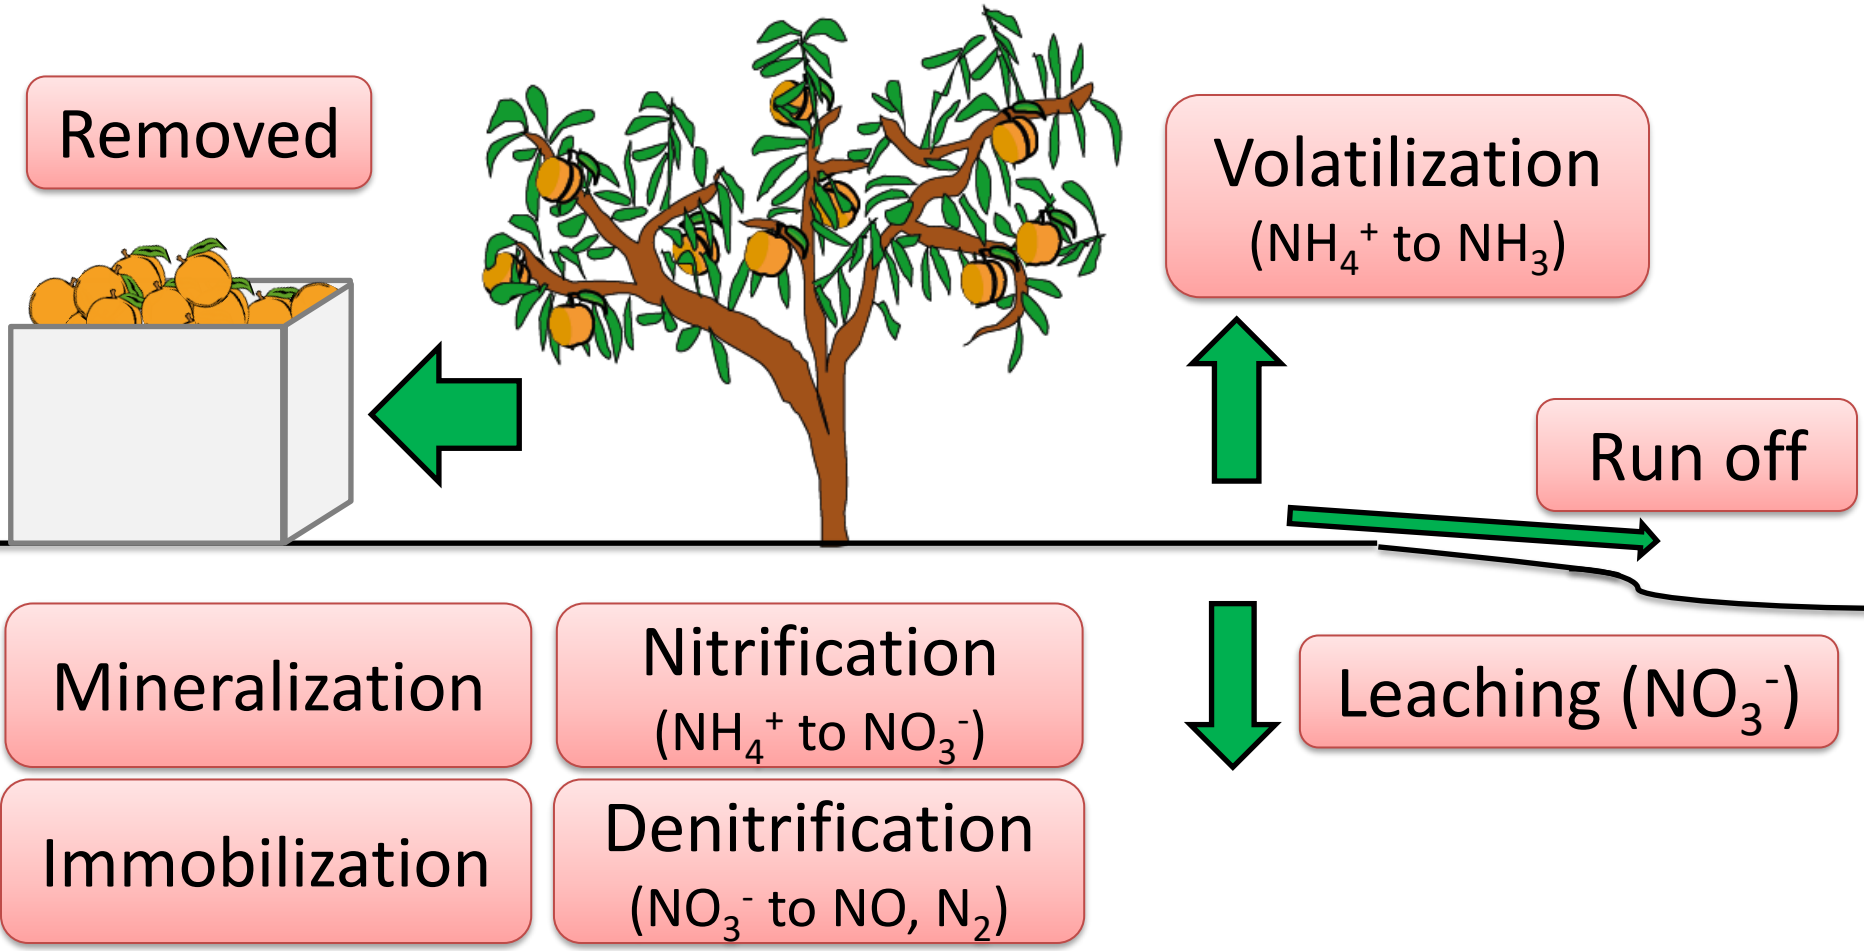 Removed
Volatilization
(NH₄⁺ to NH₃)
Run off
Mineralization
Nitrification
(NH₄⁺ to NO₃⁻)
Leaching (NO₃⁻)
Immobilization
Denitrification
(NO₃⁻ to NO, N₂)